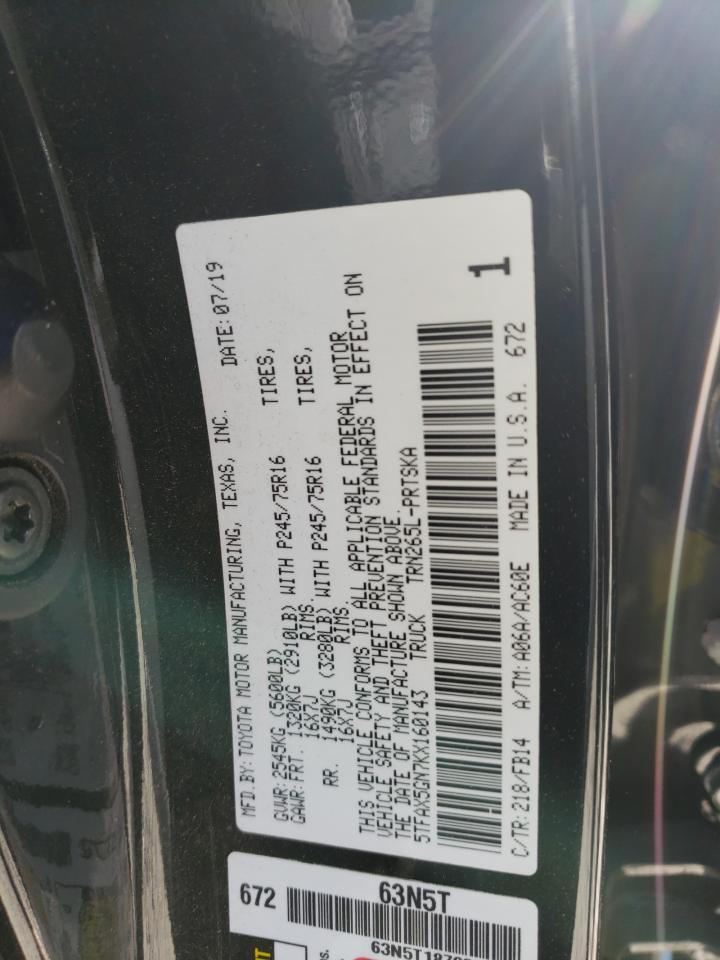 MFD.BY: TOYOTA MOTOR MANUFACTURING, TEXAS, INC. DATE: 07/19
GVWR: 2545KG (5600LB)
GAWR: FRT. 1320KG (2910LB) WITH P245/75R16 TIRES,
16X7J RIMS,
RR. 1490KG (3280LB) WITH P245/75R16 TIRES,
16X7J RIMS.
THIS VEHICLE CONFORMS TO ALL APPLICABLE FEDERAL MOTOR
VEHICLE SAFETY AND THEFT PREVENTION STANDARDS IN EFFECT ON
THE DATE OF MANUFACTURE SHOWN ABOVE.
5TFAX5GN7KX160143 TRUCK TRN265L-PRTSKA
C/TR: 218/FB14 A/TM: A06A/AC60E MADE IN U.S.A. 672
1
672
63N5T